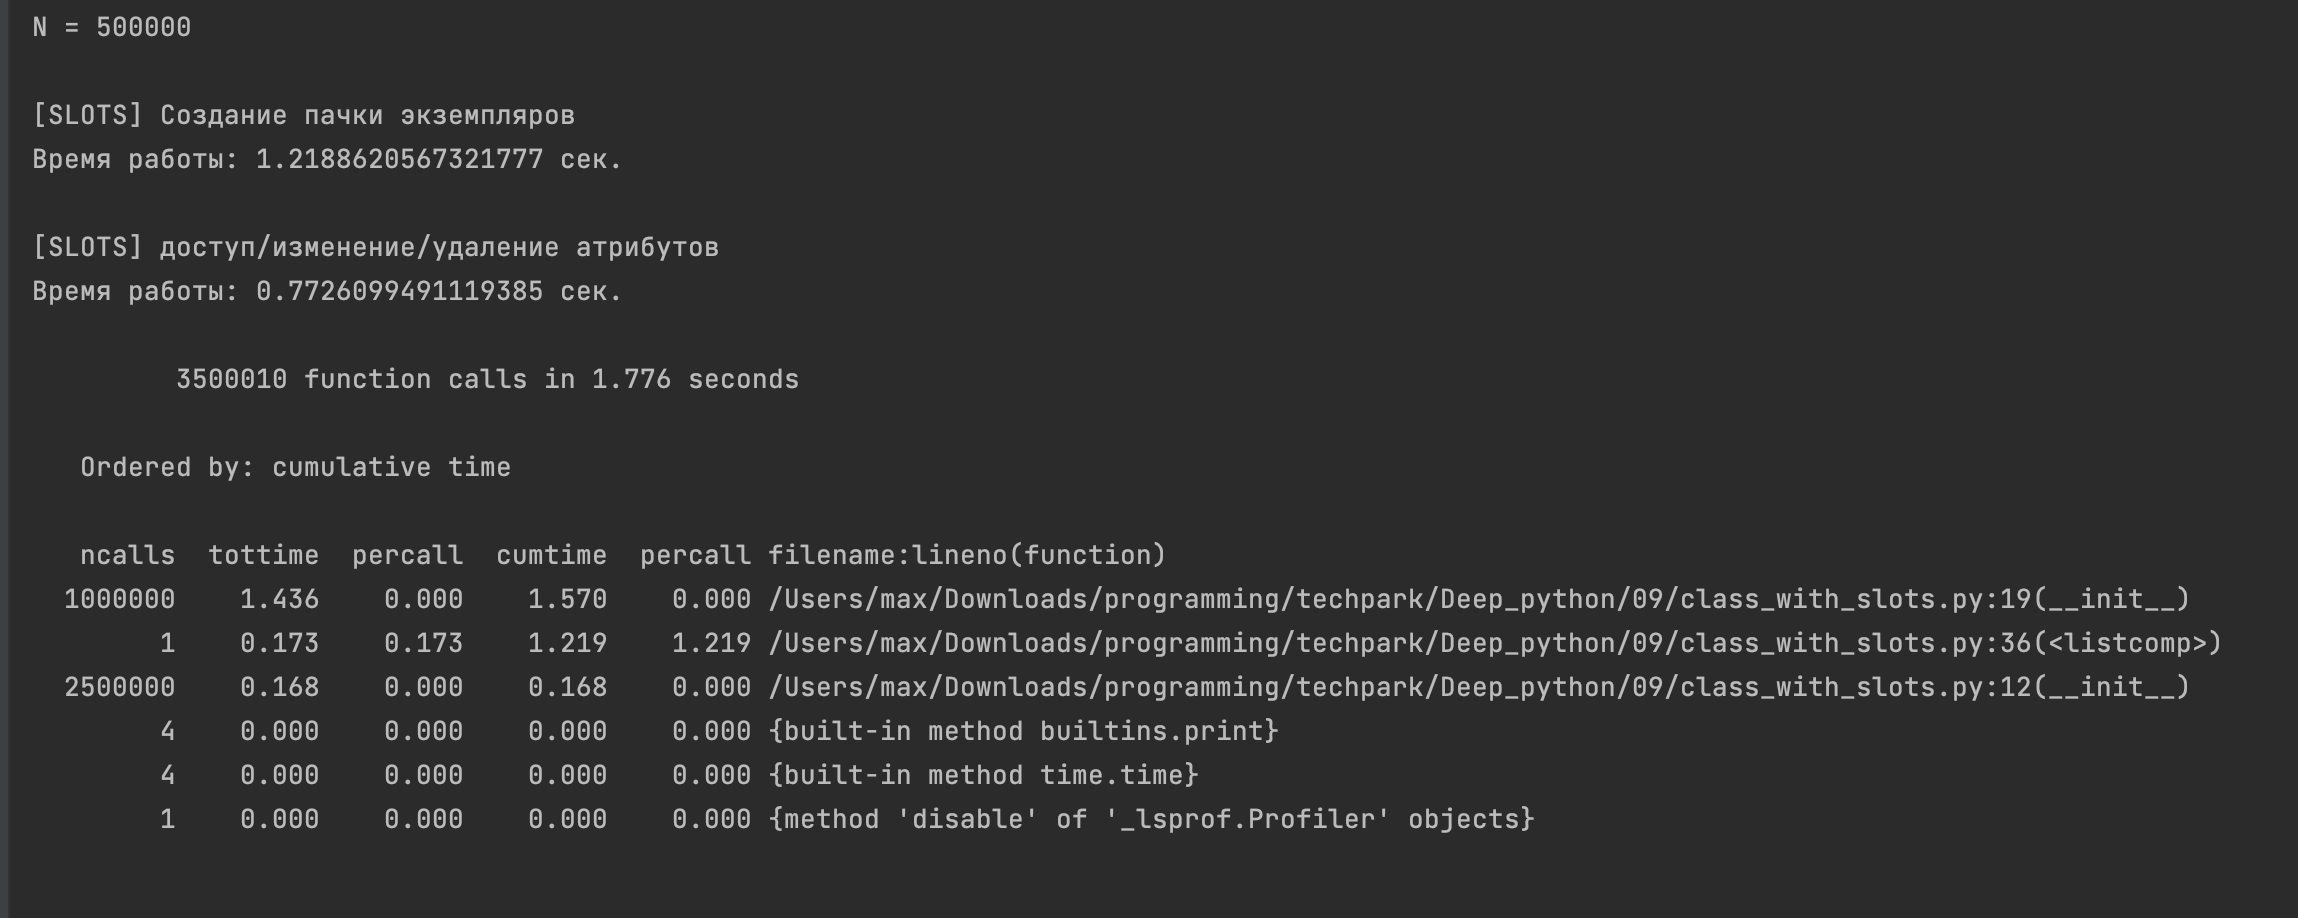 N = 500000
[SLOTS] Создание пачки экземпляров
Время работы: 1.2188620567321777 сек.
[SLOTS] доступ/изменение/удаление атрибутов
Время работы: 0.7726099491119385 сек.
3500010 function calls in 1.776 seconds
Ordered by: cumulative time
ncalls tottime percall cumtime percall filename:lineno(function)
1000000 1.436 0.000 1.570 0.000 /Users/max/Downloads/programming/techpark/Deep_python/09/class_with_slots.py:19(__init__)
1 0.173 0.173 1.219 1.219 /Users/max/Downloads/programming/techpark/Deep_python/09/class_with_slots.py:36(<listcomp>)
2500000 0.168 0.000 0.168 0.000 /Users/max/Downloads/programming/techpark/Deep_python/09/class_with_slots.py:12(__init__)
4 0.000 0.000 0.000 0.000 {built-in method builtins.print}
4 0.000 0.000 0.000 0.000 {built-in method time.time}
1 0.000 0.000 0.000 0.000 {method 'disable' of '_lsprof.Profiler' objects}